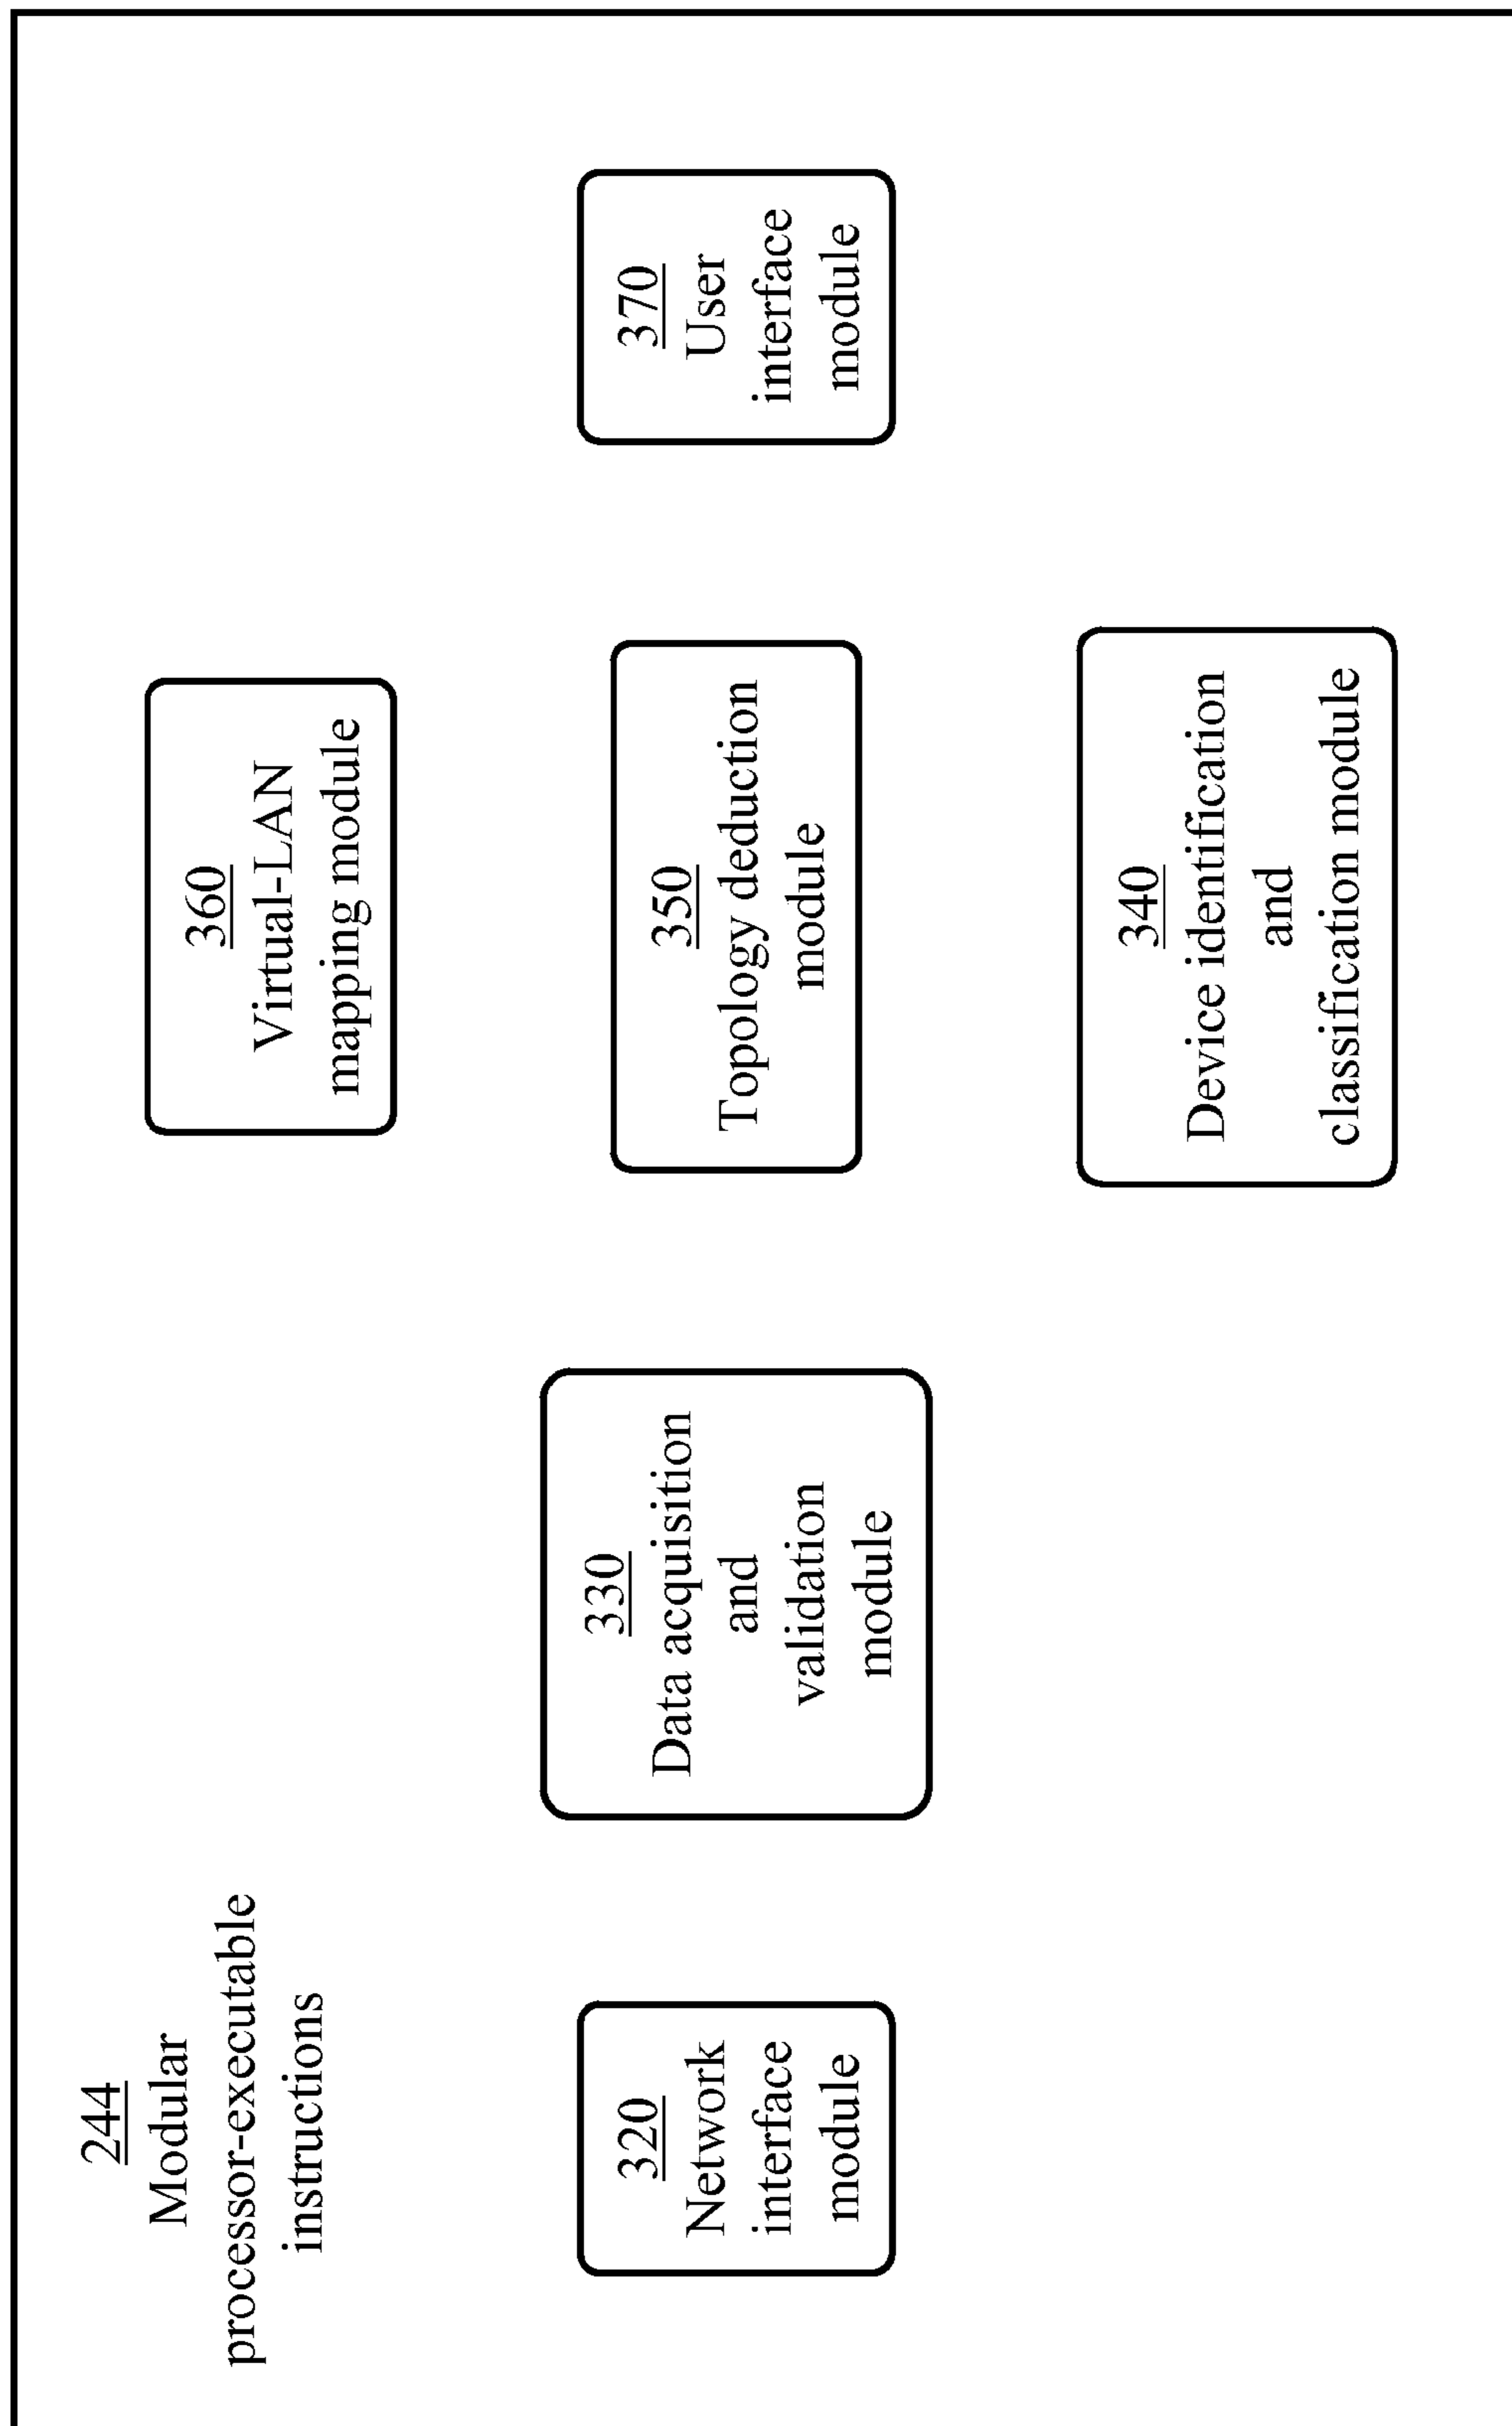 244
Modular
processor-executable
instructions
320
Network
interface
module
330
Data acquisition
and
validation
module
360
Virtual-LAN
mapping module
350
Topology deduction
module
340
Device identification
and
classification module
370
User
interface
module